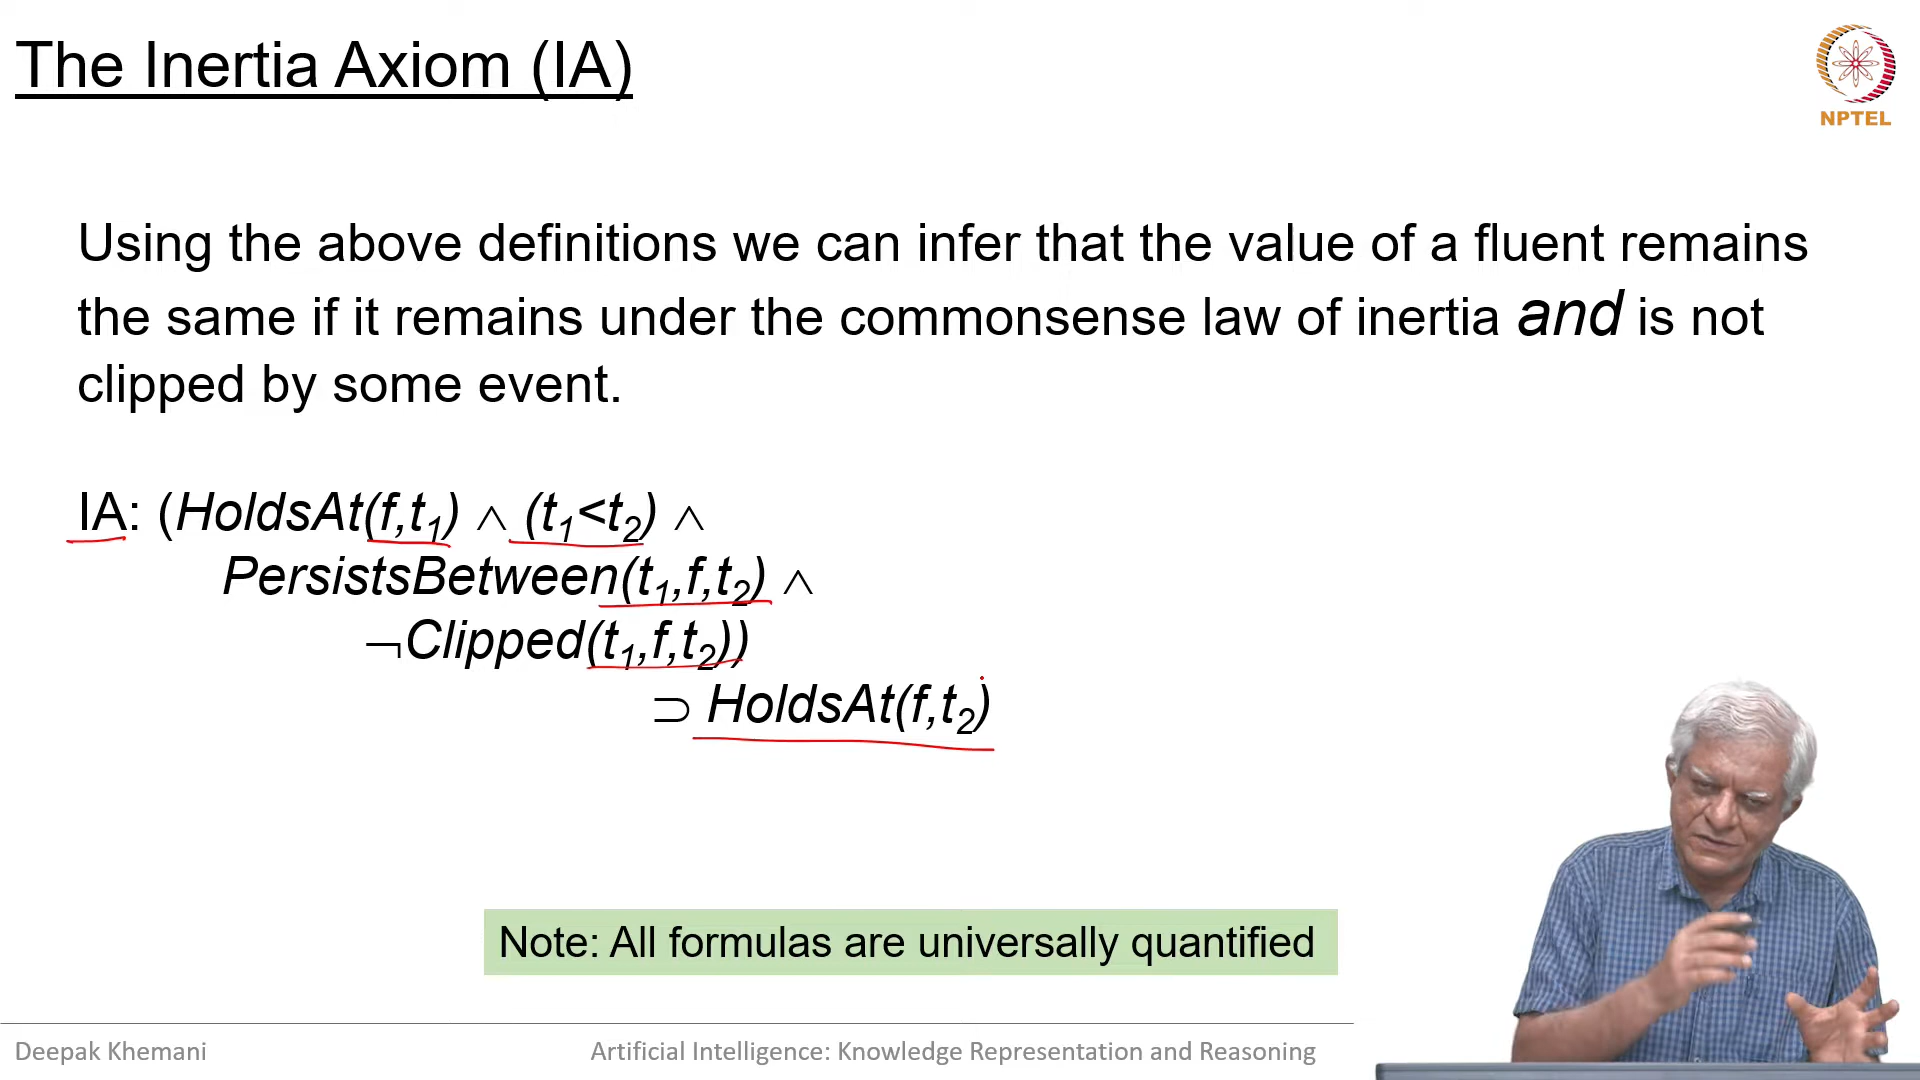 The Inertia Axiom (IA)
NPTEL
Using the above definitions we can infer that the value of a fluent remains
the same if it remains under the commonsense law of inertia and is not
clipped by some event.
IA: (HoldsAt(f,t₁) ∧ (t₁<t₂) ∧
PersistsBetween(t₁,f,t₂) ∧
¬Clipped(t₁,f,t₂))
⊃ HoldsAt(f,t₂)
Note: All formulas are universally quantified
Deepak Khemani
Artificial Intelligence: Knowledge Representation and Reasoning